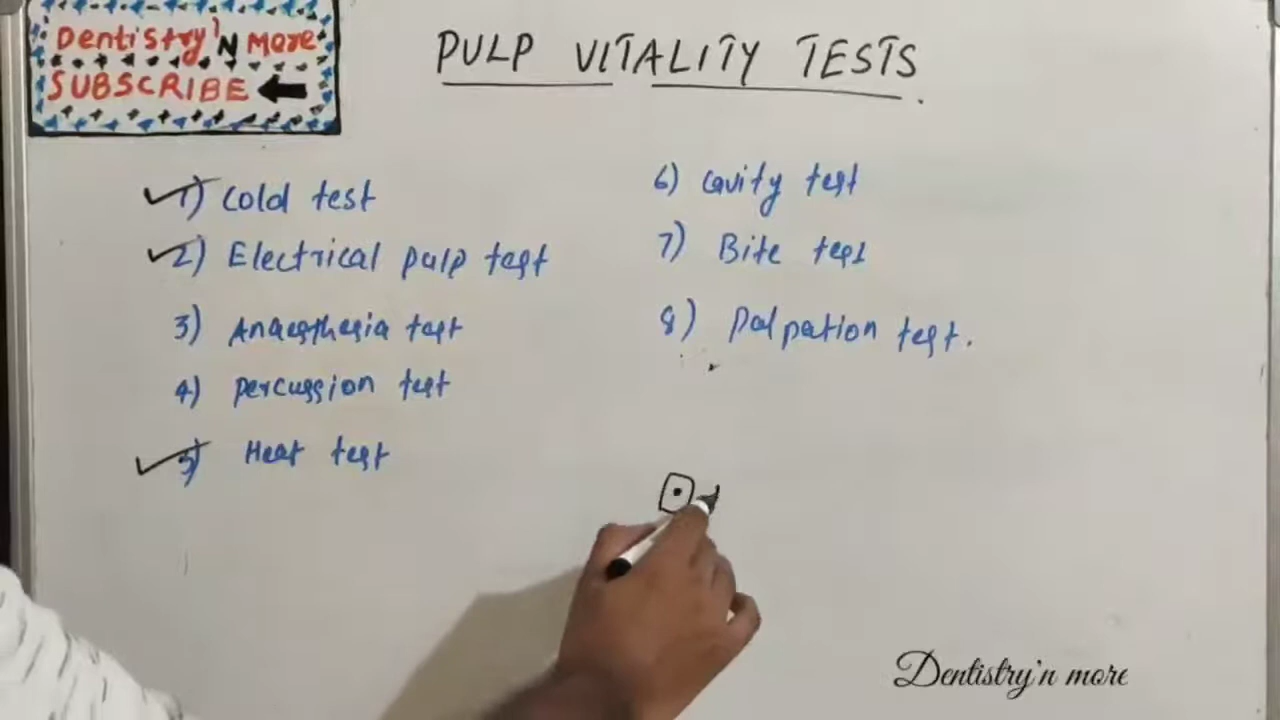 Dentistry'N More
SUBSCRIBE
PULP VITALITY TESTS.
1) Cold test
2) Electrical pulp test
3) Anaesthesia test
4) Percussion test
5) Heat test
6) Cavity test
7) Bite test
8) Palpation test.
Dentistry'n more